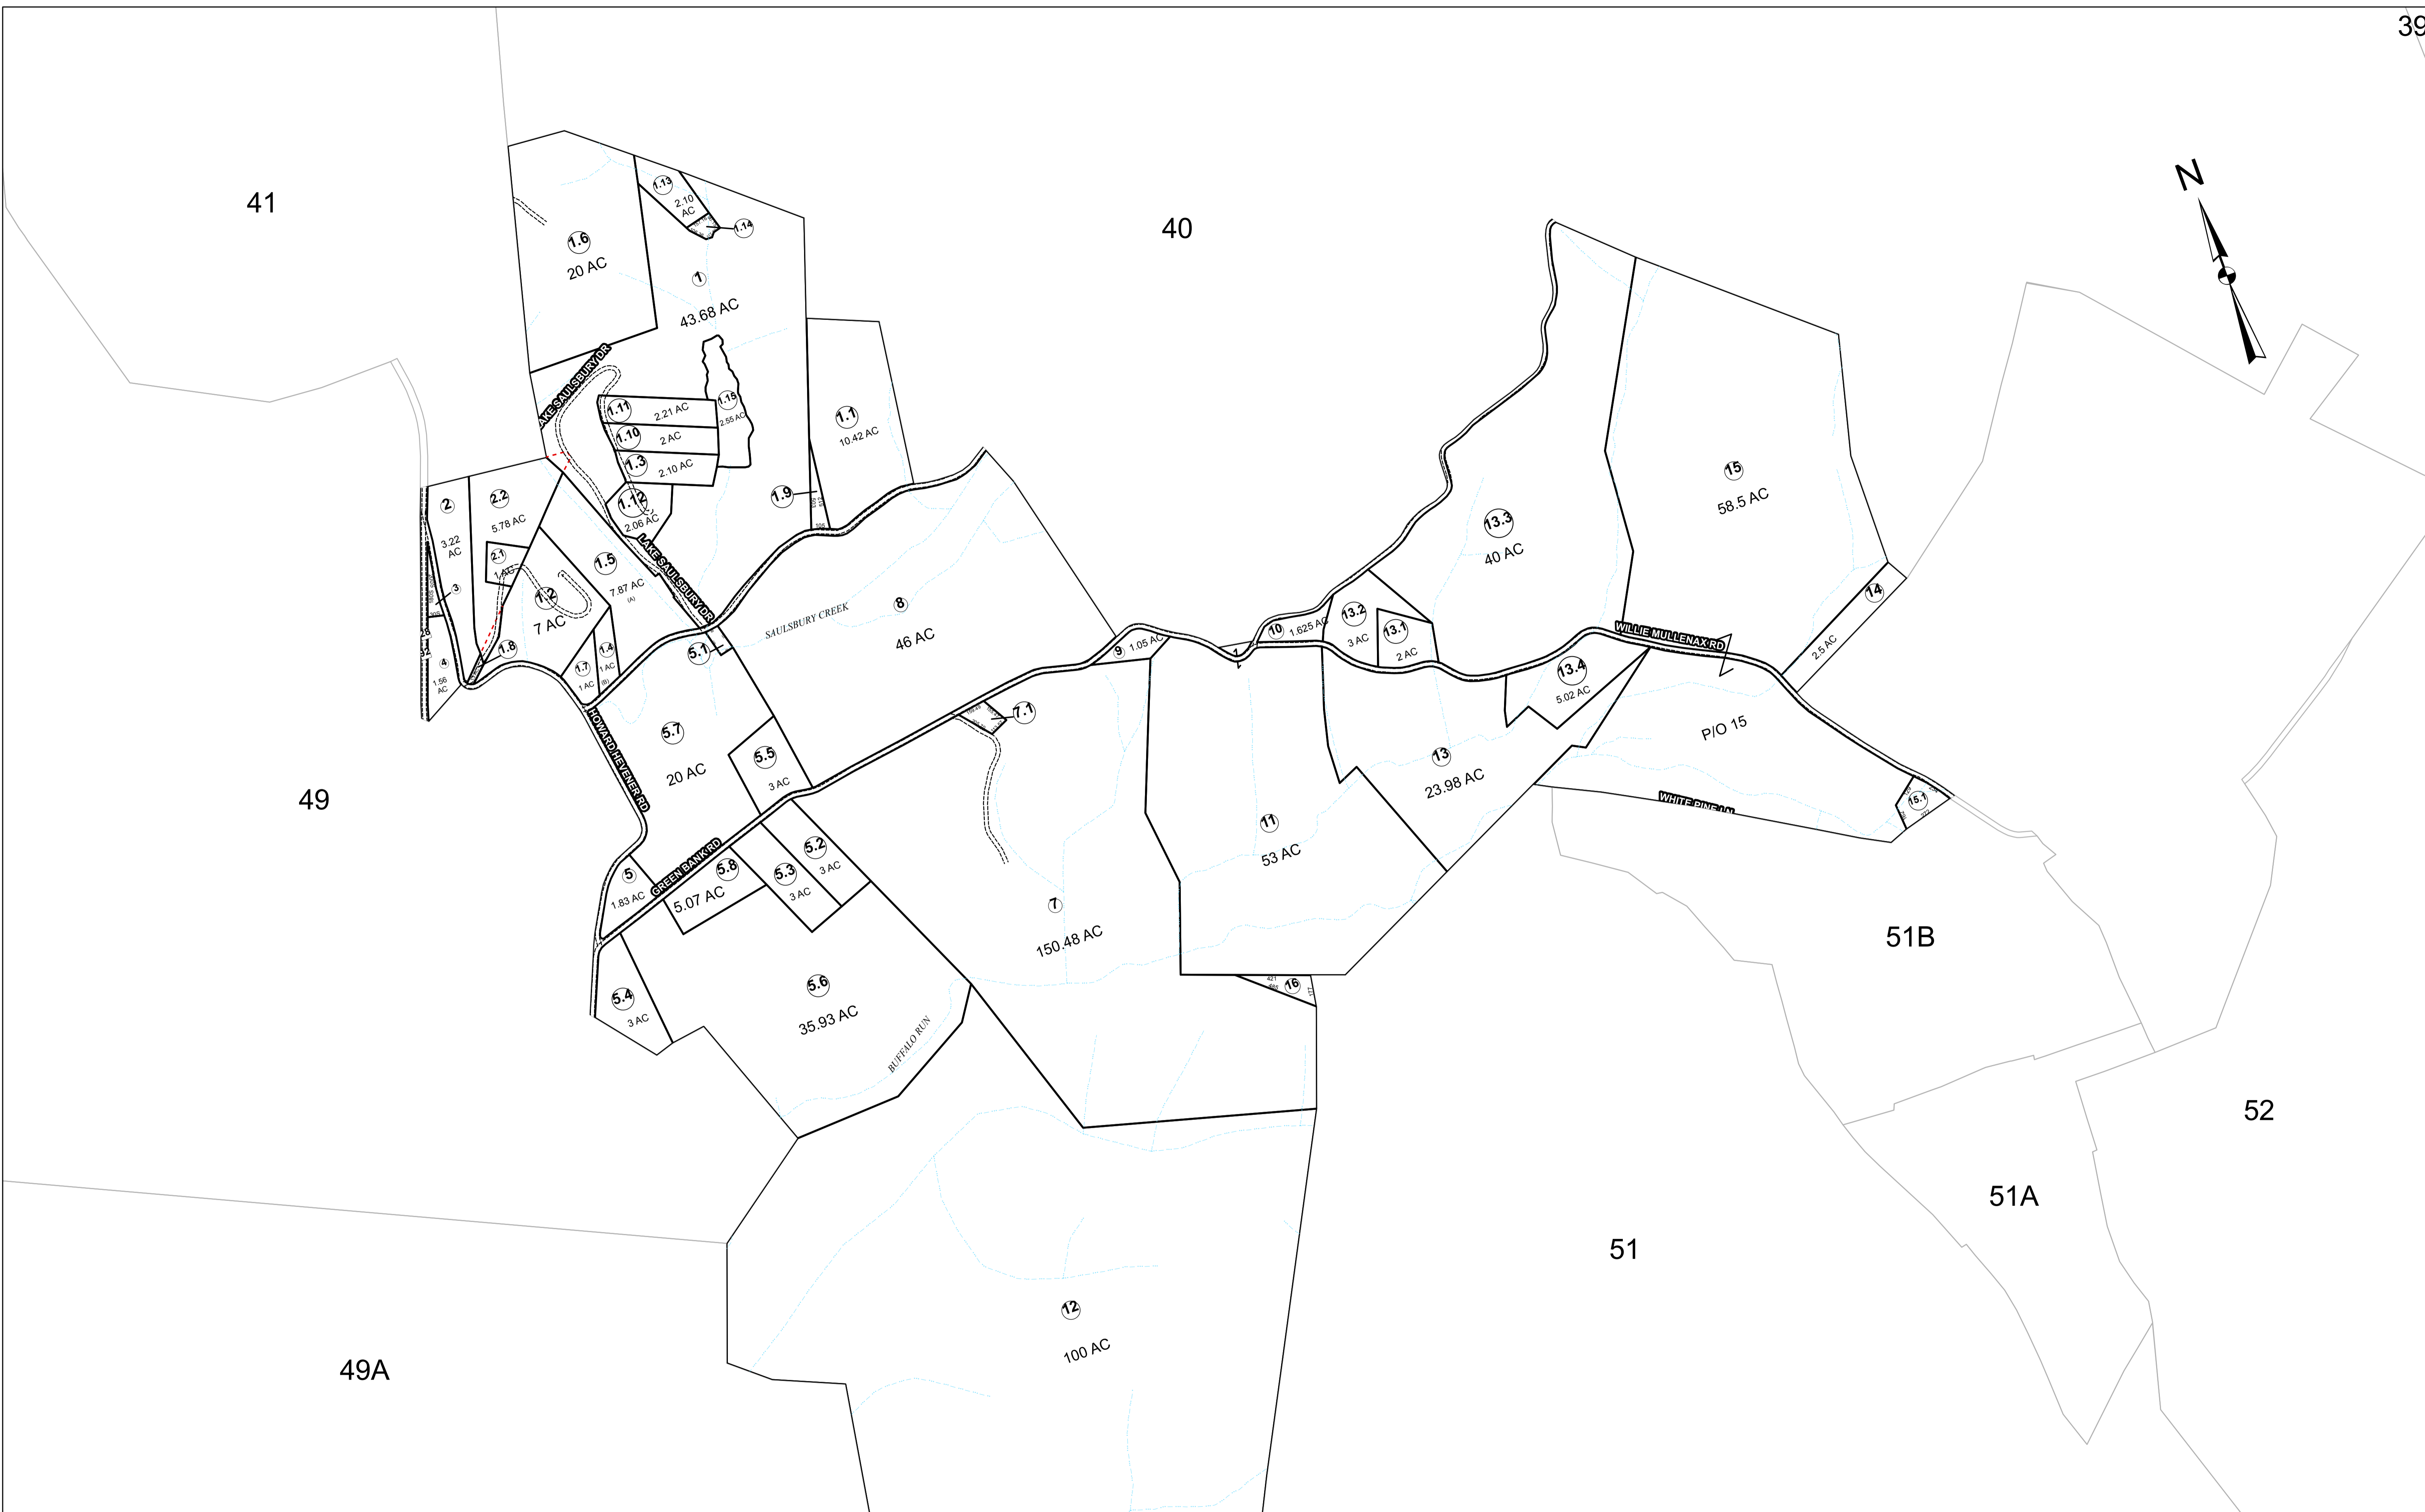 39
41
40
N
1.13
2.10
AC
1.14
1.6
20 AC
1
43.68 AC
LAKE SAULSBURY DR
1.11
2.21 AC
1.15
2.55 AC
1.10
2 AC
1.3
2.10 AC
1.1
10.42 AC
1.9
1.12
2.06 AC
2
3.22
AC
2.2
5.78 AC
2.1
1 AC
3
1.2
7 AC
1.5
7.87 AC
(A)
LAKE SAULSBURY DR
SAULSBURY CREEK
8
46 AC
15
58.5 AC
13.3
40 AC
14
2.5 AC
4
1.56
AC
1.8
1.7
1 AC
1.4
1 AC
(B)
5.1
9
1.05 AC
10
1.625 AC
13.2
3 AC
13.1
2 AC
WILLIE MULLENAX RD
13.4
5.02 AC
P/O 15
HOWARD HEVENER RD
5.7
20 AC
5.5
3 AC
7.1
13
23.98 AC
WHITE PINE LN
15.1
49
11
53 AC
5
1.83 AC
GREEN BANK RD
5.8
5.07 AC
5.3
3 AC
5.2
3 AC
7
150.48 AC
51B
5.4
3 AC
5.6
35.93 AC
BUFFALO RUN
421
16
177
52
51A
51
12
100 AC
49A